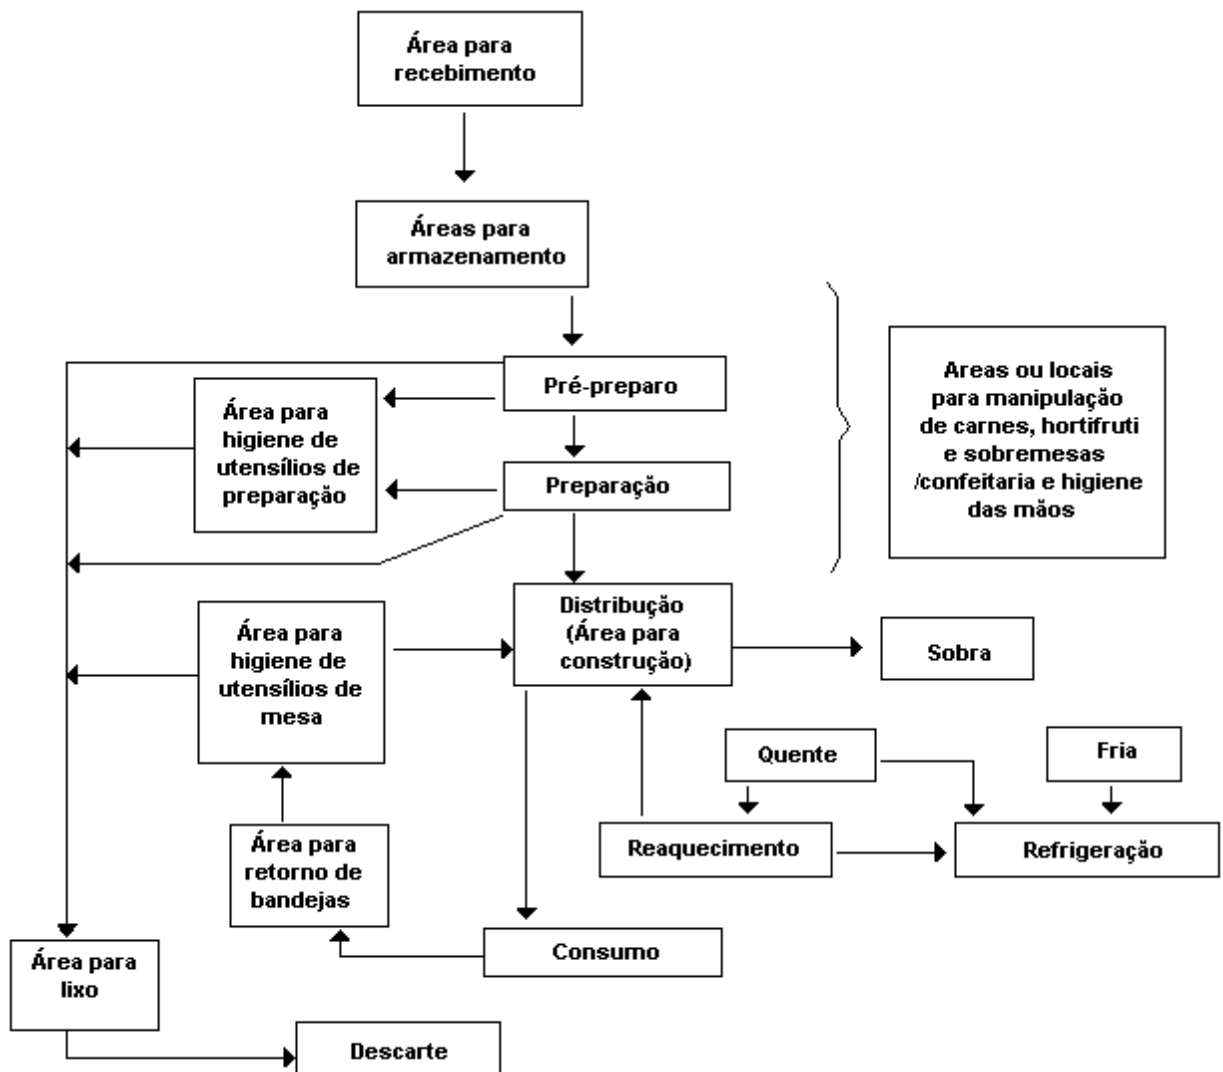 Área para
recebimento
Áreas para
armazenamento
Pré-preparo
Área para
higiene de
utensílios de
preparação
Preparação
Areas ou locais
para manipulação
de carnes, hortifruti
e sobremesas
/confeitaria e higiene
das mãos
Distribução
(Área para
construção)
Área para
higiene de
utensílios de
mesa
Sobra
Quente
Fria
Reaquecimento
Refrigeração
Área para
retorno de
bandejas
Consumo
Área para
lixo
Descarte